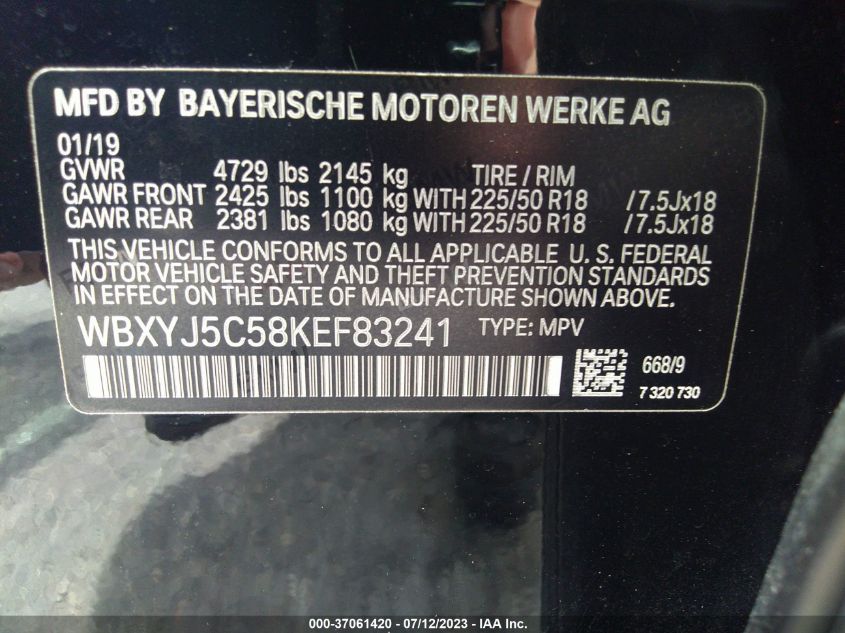 MFD BY BAYERISCHE MOTOREN WERKE AG
01/19
GVWR 4729 lbs 2145 kg TIRE / RIM
GAWR FRONT 2425 lbs 1100 kg WITH 225/50 R18 /7.5Jx18
GAWR REAR 2381 lbs 1080 kg WITH 225/50 R18 /7.5Jx18
THIS VEHICLE CONFORMS TO ALL APPLICABLE U. S. FEDERAL
MOTOR VEHICLE SAFETY AND THEFT PREVENTION STANDARDS
IN EFFECT ON THE DATE OF MANUFACTURE SHOWN ABOVE.
WBXYJ5C58KEF83241 TYPE: MPV
668/9
7 320 730
000-37061420 - 07/12/2023 - IAA Inc.